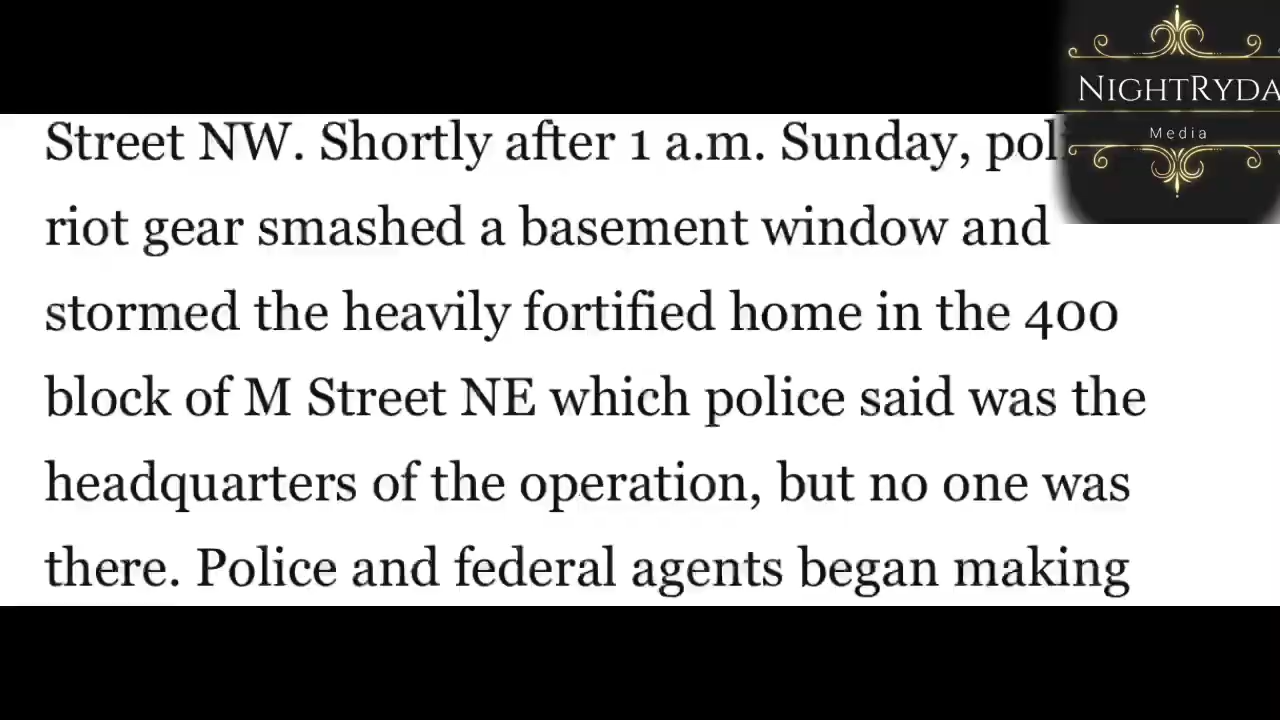 Street NW. Shortly after 1 a.m. Sunday,
riot gear smashed a basement window and
stormed the heavily fortified home in the 400
block of M Street NE which police said was the
headquarters of the operation, but no one was
there. Police and federal agents began making
NIGHTRYDA
Media